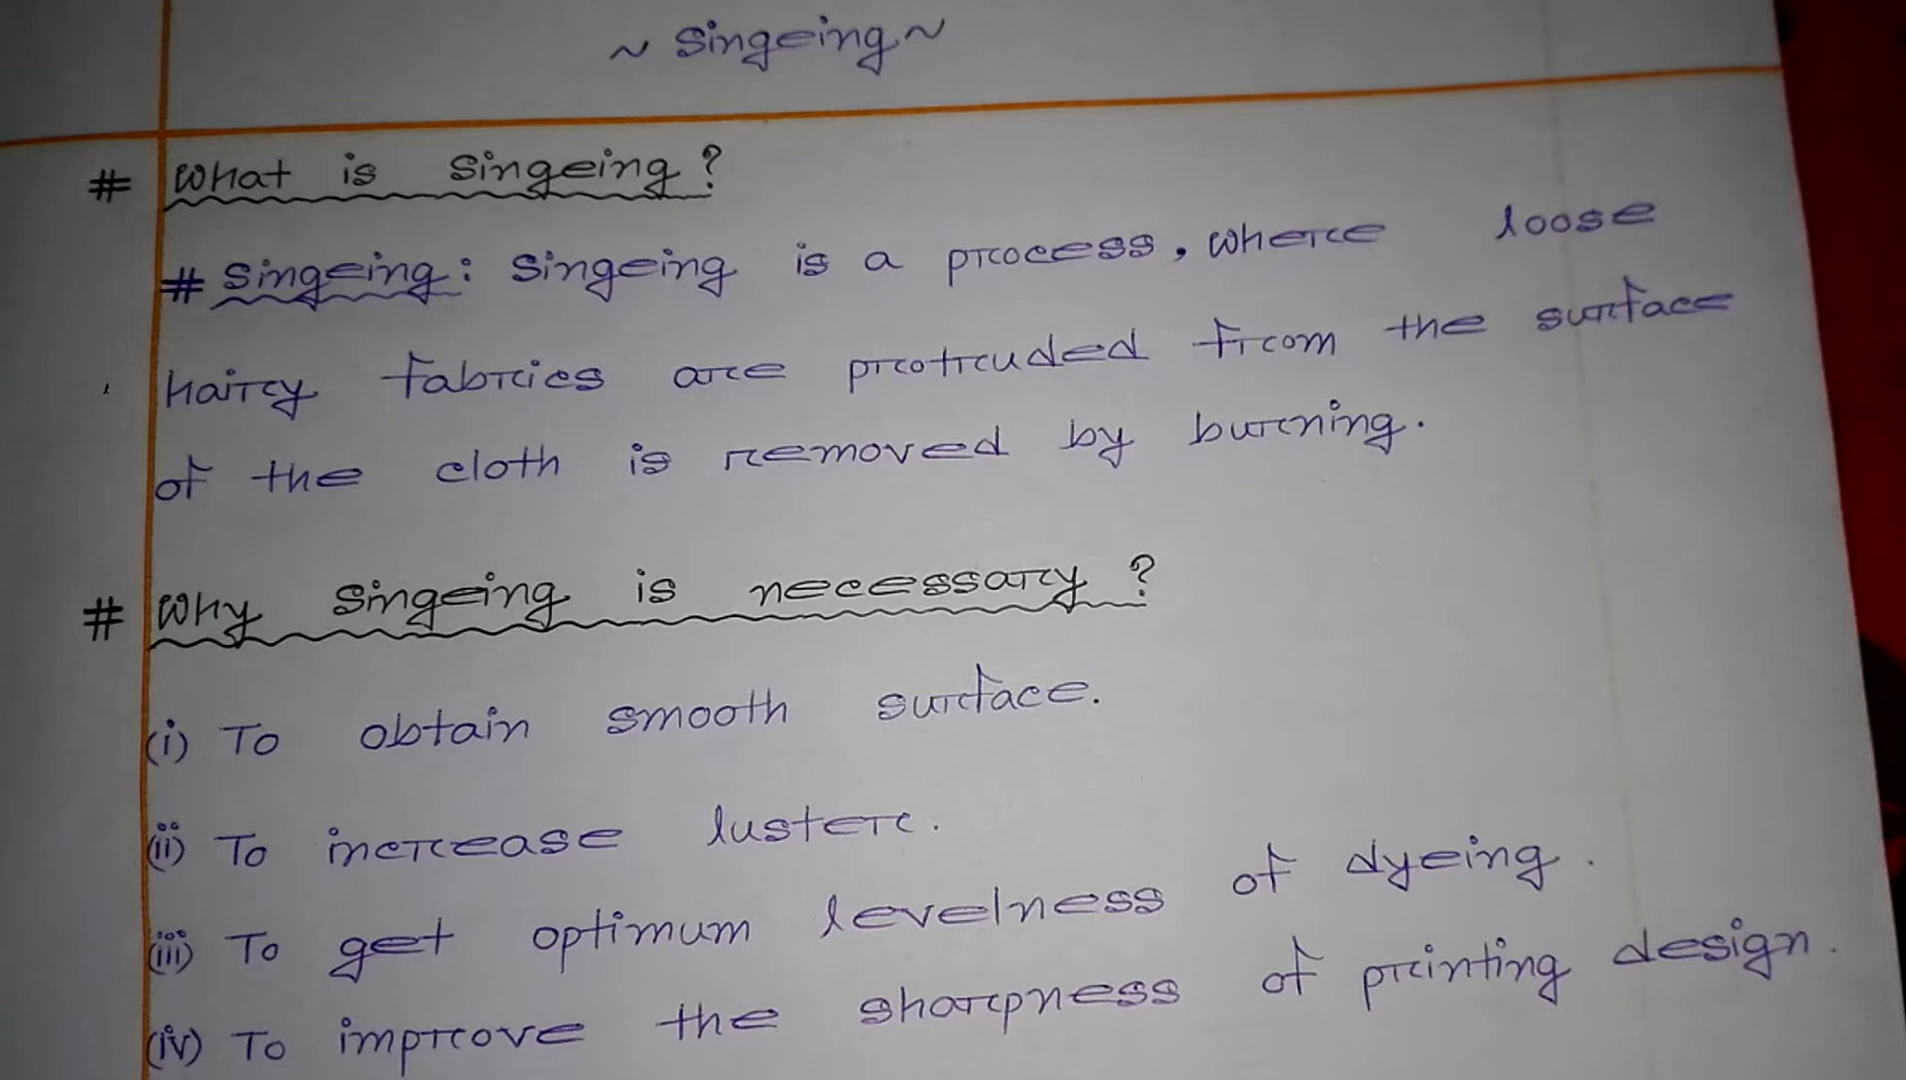 ~ Singeing ~
# What is Singeing?
# Singeing: Singeing is a process, where loose
hairy fabrics are protruded from the surface
of the cloth is removed by burning.
# Why Singeing is necessary?
(i) To obtain smooth surface.
(ii) To increase luster.
(iii) To get optimum levelness of dyeing.
(iv) To improve the sharpness of printing design.